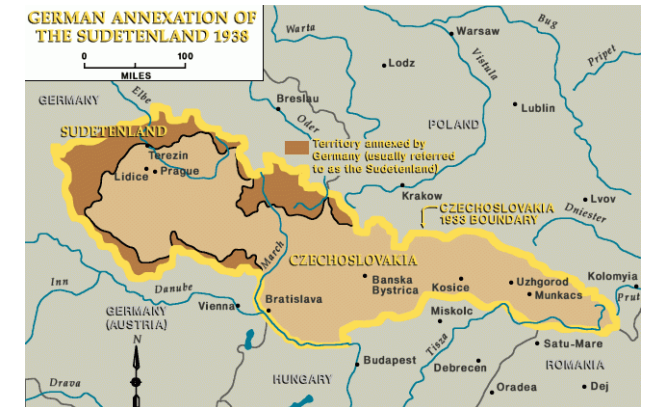 GERMAN ANNEXATION OF
THE SUDETENLAND 1938
0 100
MILES
Warta
Warsaw
Bug
Pripet
Lodz
Vistula
GERMANY
Elbe
Breslau
Oder
Lublin
POLAND
SUDETENLAND
Territory annexed by
Germany (usually referred
to as the Sudetenland)
Terezin
Lidice
Prague
Krakow
Lvov
CZECHOSLOVAKIA
1933 BOUNDARY
Dniester
March
CZECHOSLOVAKIA
Banska
Bystrica
Kosice
Uzhgorod
Munkacs
Kolomyia
Prut
Inn
Danube
Vienna
Bratislava
GERMANY
(AUSTRIA)
Miskolc
N
Tisza
Satu-Mare
Budapest
Debrecen
ROMANIA
HUNGARY
Drava
Oradea
Dej